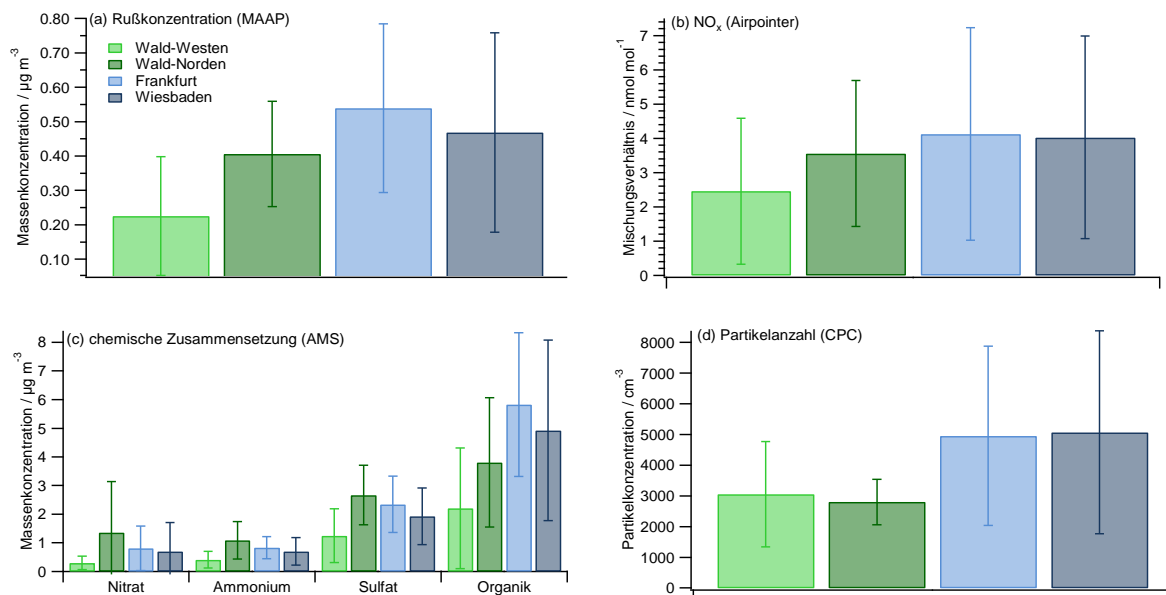 (a) Rußkonzentration (MAAP)
Massenkonzentration / µg m⁻³
0.80
0.70
0.60
0.50
0.40
0.30
0.20
0.10
Wald-Westen
Wald-Norden
Frankfurt
Wiesbaden
(b) NOₓ (Airpointer)
Mischungsverhältnis / nmol mol⁻¹
7
6
5
4
3
2
1
0
(c) chemische Zusammensetzung (AMS)
Massenkonzentration / µg m⁻³
8
7
6
5
4
3
2
1
0
Nitrat
Ammonium
Sulfat
Organik
(d) Partikelanzahl (CPC)
Partikelkonzentration / cm⁻³
8000
7000
6000
5000
4000
3000
2000
1000
0